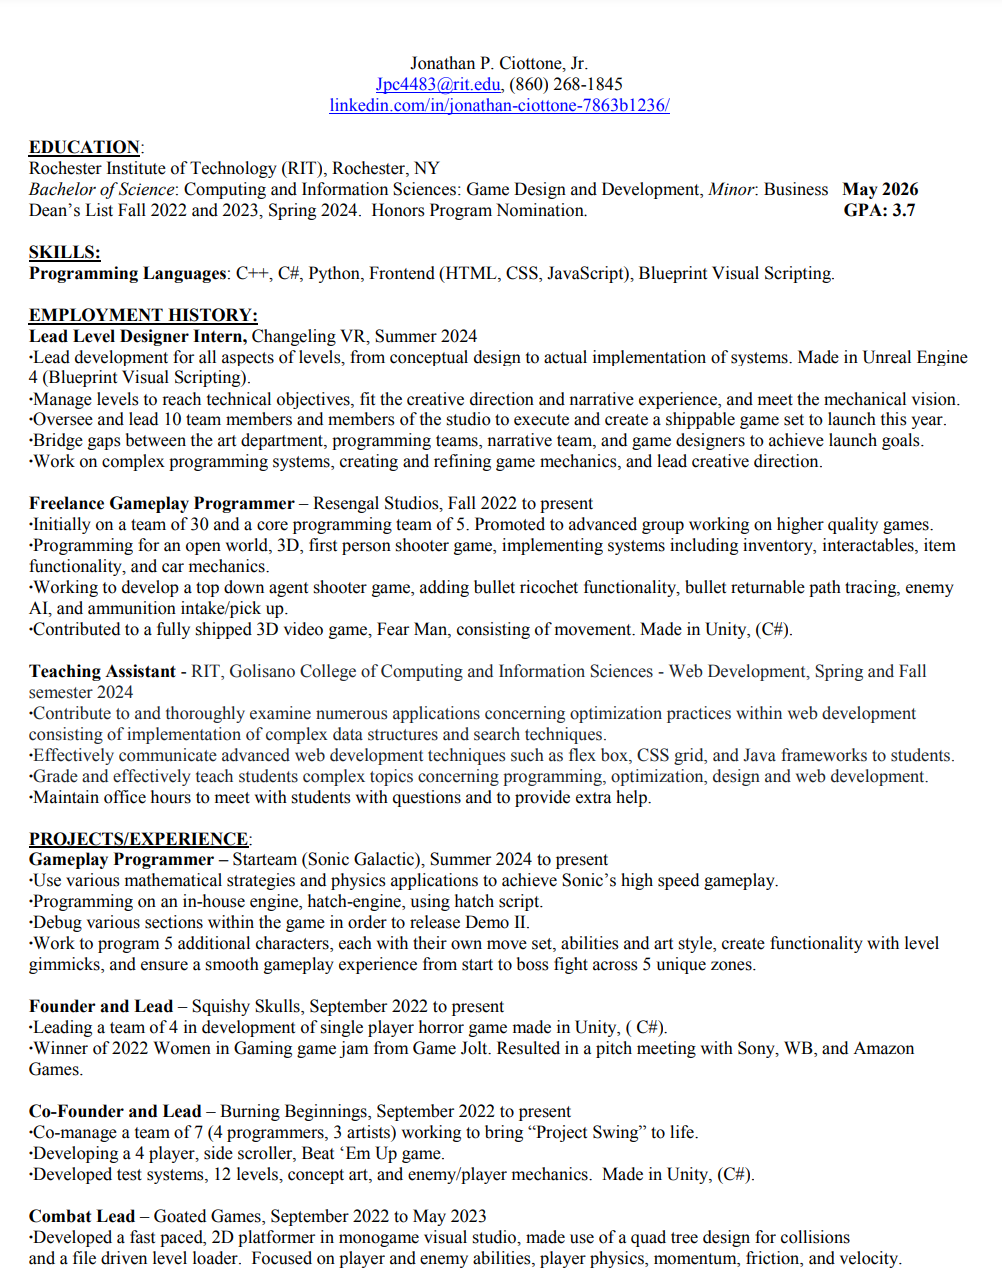 Jonathan P. Ciottone, Jr.
Jpc4483@rit.edu, (860) 268-1845
linkedin.com/in/jonathan-ciottone-7863b1236/
EDUCATION:
Rochester Institute of Technology (RIT), Rochester, NY
Bachelor of Science: Computing and Information Sciences: Game Design and Development, Minor: Business May 2026
Dean's List Fall 2022 and 2023, Spring 2024. Honors Program Nomination. GPA: 3.7
SKILLS:
Programming Languages: C++, C#, Python, Frontend (HTML, CSS, JavaScript), Blueprint Visual Scripting.
EMPLOYMENT HISTORY:
Lead Level Designer Intern, Changeling VR, Summer 2024
·Lead development for all aspects of levels, from conceptual design to actual implementation of systems. Made in Unreal Engine
4 (Blueprint Visual Scripting).
·Manage levels to reach technical objectives, fit the creative direction and narrative experience, and meet the mechanical vision.
·Oversee and lead 10 team members and members of the studio to execute and create a shippable game set to launch this year.
·Bridge gaps between the art department, programming teams, narrative team, and game designers to achieve launch goals.
·Work on complex programming systems, creating and refining game mechanics, and lead creative direction.
Freelance Gameplay Programmer – Resengal Studios, Fall 2022 to present
·Initially on a team of 30 and a core programming team of 5. Promoted to advanced group working on higher quality games.
·Programming for an open world, 3D, first person shooter game, implementing systems including inventory, interactables, item
functionality, and car mechanics.
·Working to develop a top down agent shooter game, adding bullet ricochet functionality, bullet returnable path tracing, enemy
AI, and ammunition intake/pick up.
·Contributed to a fully shipped 3D video game, Fear Man, consisting of movement. Made in Unity, (C#).
Teaching Assistant - RIT, Golisano College of Computing and Information Sciences - Web Development, Spring and Fall
semester 2024
·Contribute to and thoroughly examine numerous applications concerning optimization practices within web development
consisting of implementation of complex data structures and search techniques.
·Effectively communicate advanced web development techniques such as flex box, CSS grid, and Java frameworks to students.
·Grade and effectively teach students complex topics concerning programming, optimization, design and web development.
·Maintain office hours to meet with students with questions and to provide extra help.
PROJECTS/EXPERIENCE:
Gameplay Programmer – Starteam (Sonic Galactic), Summer 2024 to present
·Use various mathematical strategies and physics applications to achieve Sonic's high speed gameplay.
·Programming on an in-house engine, hatch-engine, using hatch script.
·Debug various sections within the game in order to release Demo II.
·Work to program 5 additional characters, each with their own move set, abilities and art style, create functionality with level
gimmicks, and ensure a smooth gameplay experience from start to boss fight across 5 unique zones.
Founder and Lead – Squishy Skulls, September 2022 to present
·Leading a team of 4 in development of single player horror game made in Unity, ( C#).
·Winner of 2022 Women in Gaming game jam from Game Jolt. Resulted in a pitch meeting with Sony, WB, and Amazon
Games.
Co-Founder and Lead – Burning Beginnings, September 2022 to present
·Co-manage a team of 7 (4 programmers, 3 artists) working to bring “Project Swing” to life.
·Developing a 4 player, side scroller, Beat ‘Em Up game.
·Developed test systems, 12 levels, concept art, and enemy/player mechanics. Made in Unity, (C#).
Combat Lead – Goated Games, September 2022 to May 2023
·Developed a fast paced, 2D platformer in monogame visual studio, made use of a quad tree design for collisions
and a file driven level loader. Focused on player and enemy abilities, player physics, momentum, friction, and velocity.